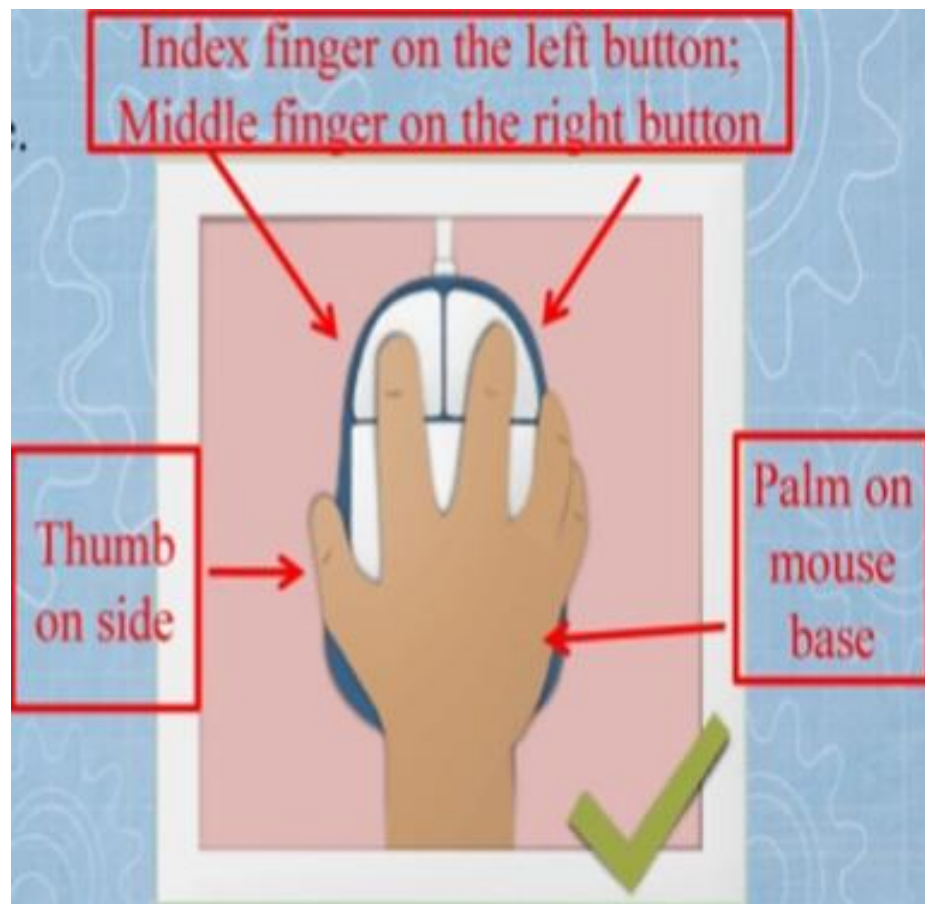 Index finger on the left button;
Middle finger on the right button
Thumb
on side
Palm on
mouse
base